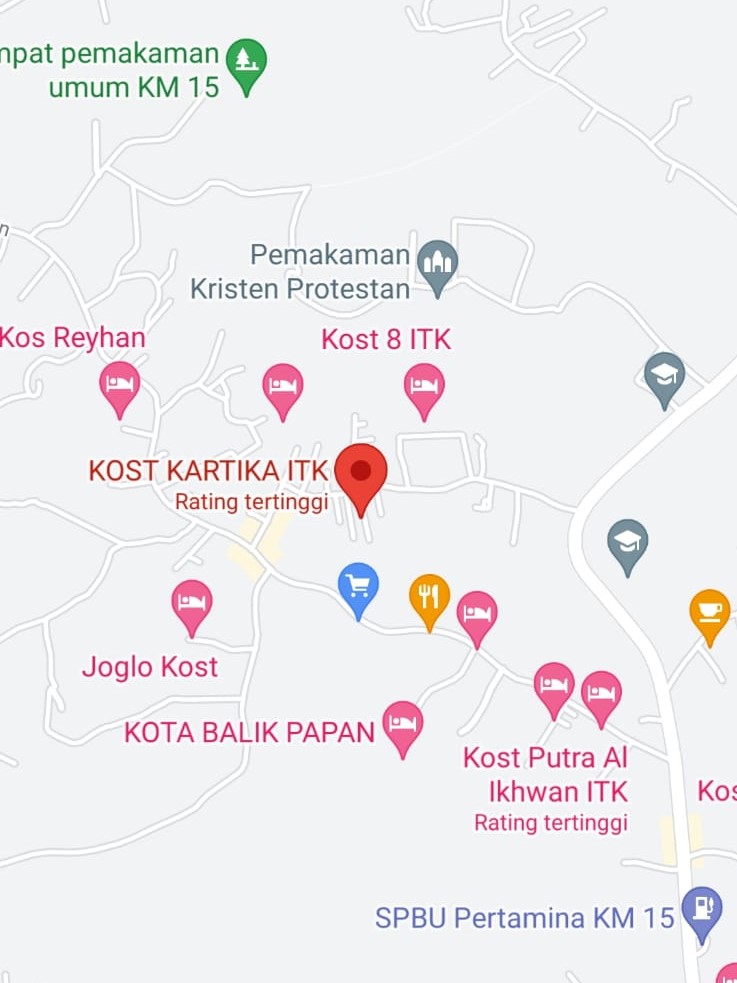 mpat pemakaman
umum KM 15
n
Pemakaman
Kristen Protestan
Kos Reyhan
Kost 8 ITK
KOST KARTIKA ITK
Rating tertinggi
Joglo Kost
KOTA BALIK PAPAN
Kost Putra Al
Ikhwan ITK
Rating tertinggi
Kos
SPBU Pertamina KM 15